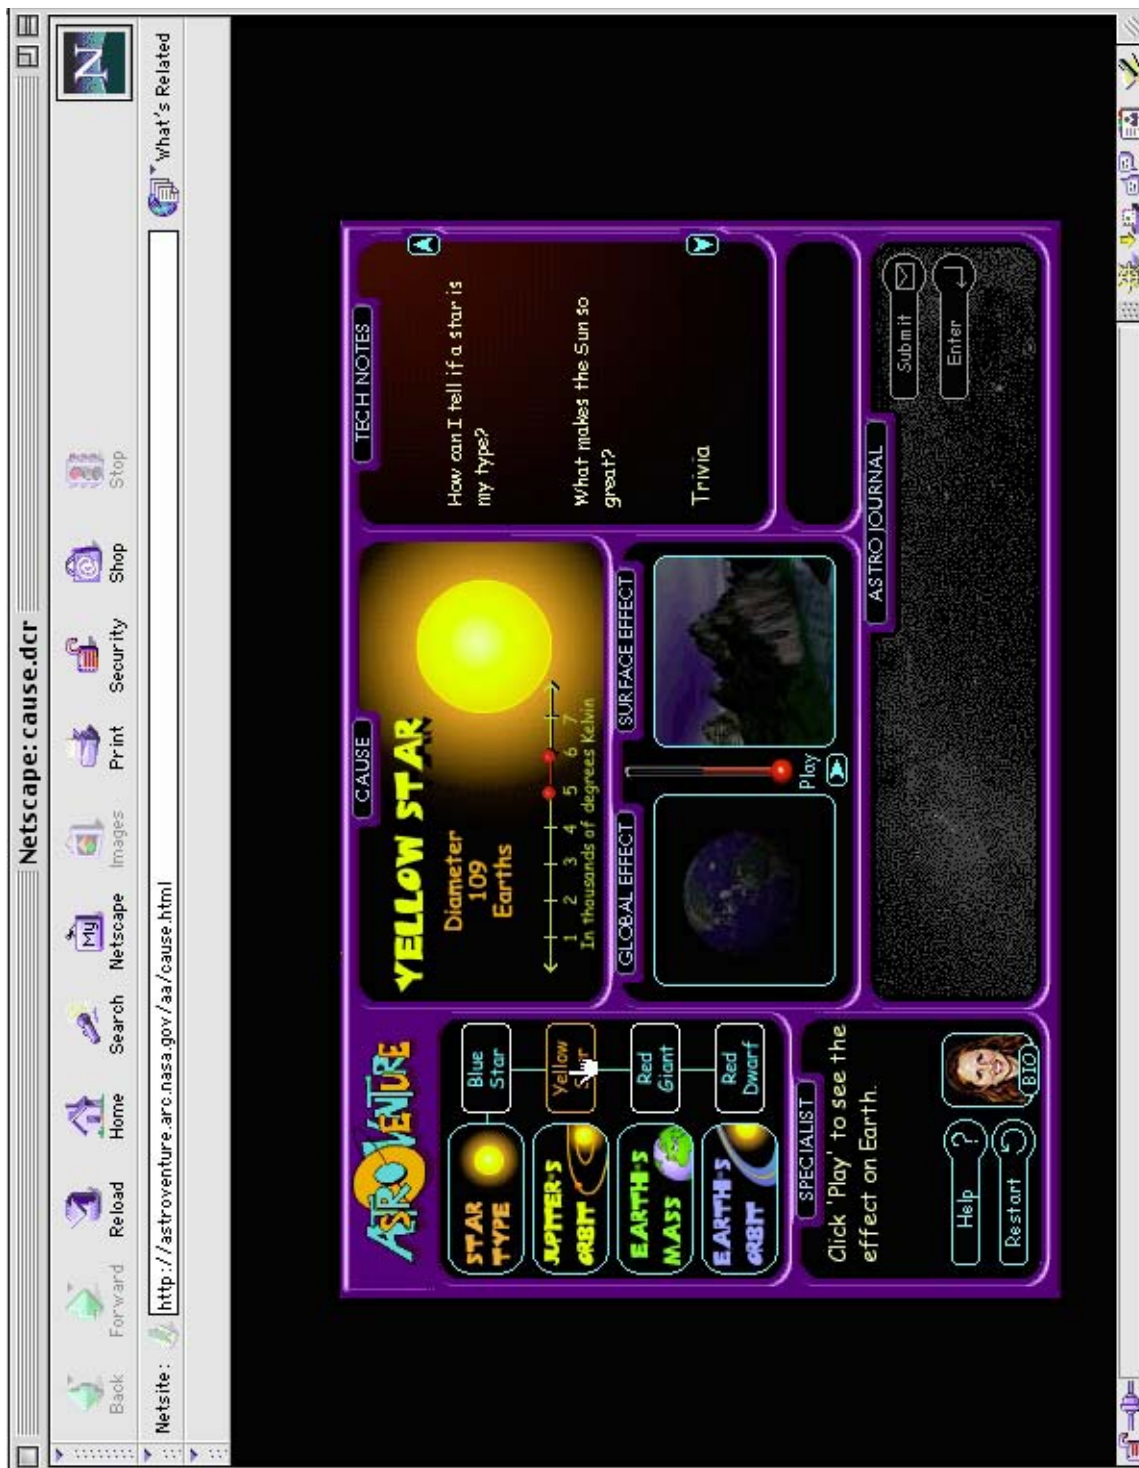 Netscape: cause.dcr
Back
Forward
Reload
Home
Search
Netscape
Images
Print
Security
Shop
Stop
My
N
Netsite:
http://astroventure.arc.nasa.gov/aa/cause.html
What's Related
ASTROVENTURE
STAR
TYPE
JUPITER'S
ORBIT
EARTH'S
MASS
EARTH'S
ORBIT
Blue
Star
Yellow
Red
Giant
Red
Dwarf
SPECIALIST
Click 'Play' to see the
effect on Earth.
Help
?
Restart
BIO
CAUSE
YELLOW STAR
Diameter
109
Earths
1 2 3 4 5 6 7
In thousands of degrees Kelvin
GLOBAL EFFECT
SURFACE EFFECT
Play
TECH NOTES
How can I tell if a star is
my type?
What makes the Sun so
great?
Trivia
ASTRO JOURNAL
Submit
Enter